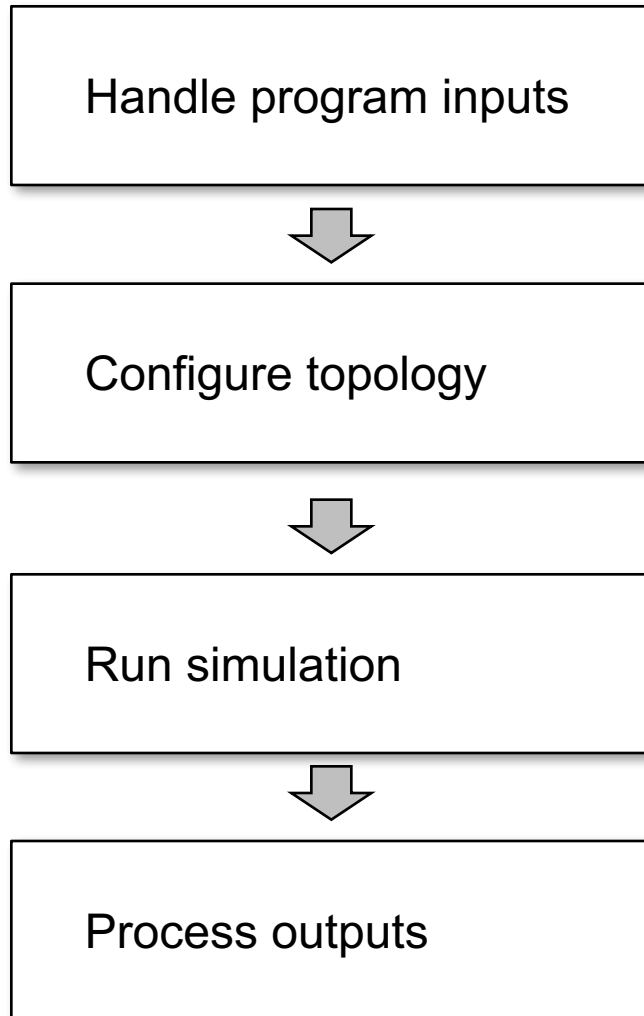 Handle program inputs
Configure topology
Run simulation
Process outputs